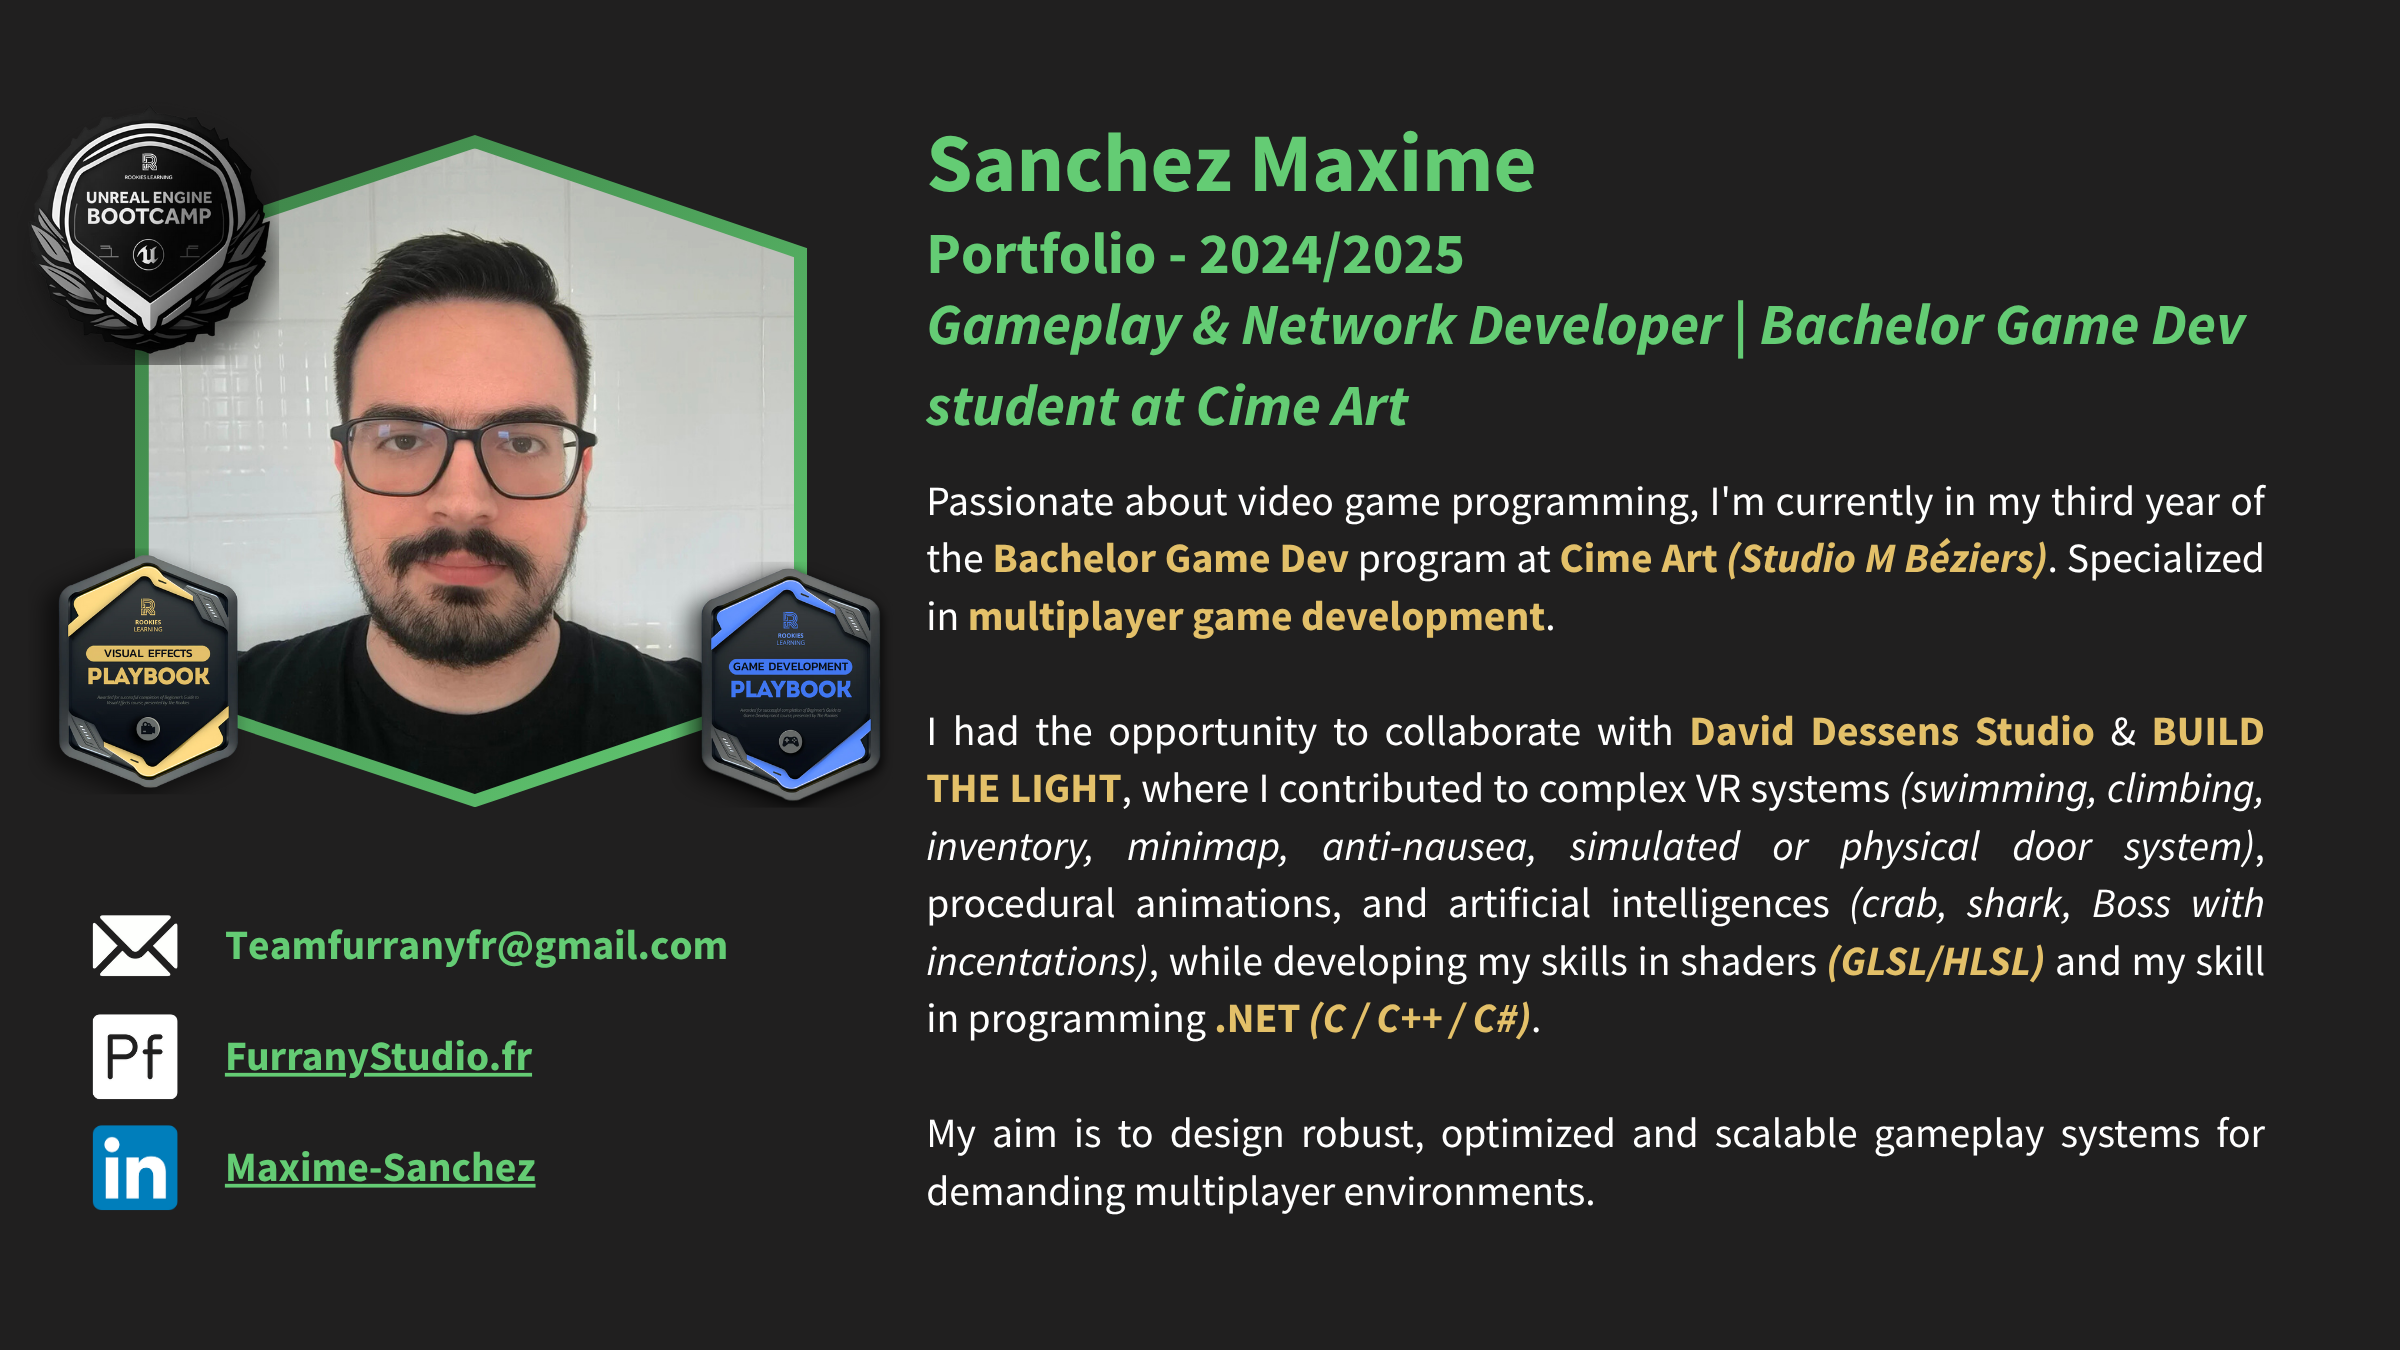 ROOKIES LEARNING
UNREAL ENGINE
BOOTCAMP
ROOKIES
LEARNING
VISUAL EFFECTS
PLAYBOOK
ROOKIES
LEARNING
GAME DEVELOPMENT
PLAYBOOK
Teamfurranyfr@gmail.com
Pf
FurranyStudio.fr
in
Maxime-Sanchez
Sanchez Maxime
Portfolio - 2024/2025
Gameplay & Network Developer | Bachelor Game Dev
student at Cime Art
Passionate about video game programming, I'm currently in my third year of
the Bachelor Game Dev program at Cime Art (Studio M Béziers). Specialized
in multiplayer game development.
I had the opportunity to collaborate with David Dessens Studio & BUILD
THE LIGHT, where I contributed to complex VR systems (swimming, climbing,
inventory, minimap, anti-nausea, simulated or physical door system),
procedural animations, and artificial intelligences (crab, shark, Boss with
incentations), while developing my skills in shaders (GLSL/HLSL) and my skill
in programming .NET (C / C++ / C#).
My aim is to design robust, optimized and scalable gameplay systems for
demanding multiplayer environments.